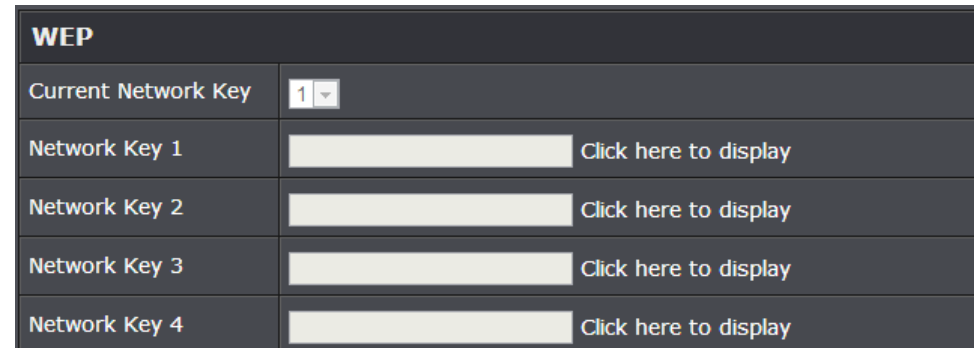 WEP
Current Network Key 1
Network Key 1 Click here to display
Network Key 2 Click here to display
Network Key 3 Click here to display
Network Key 4 Click here to display